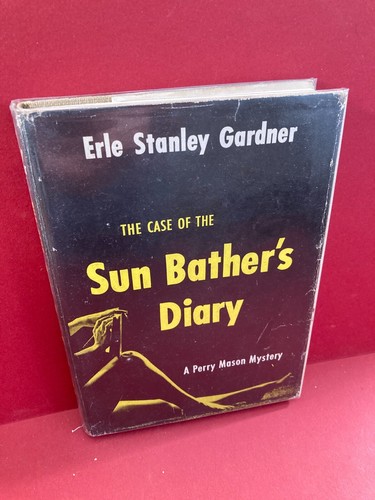 Erle Stanley Gardner
THE CASE OF THE
Sun Bather's
Diary
A Perry Mason Mystery